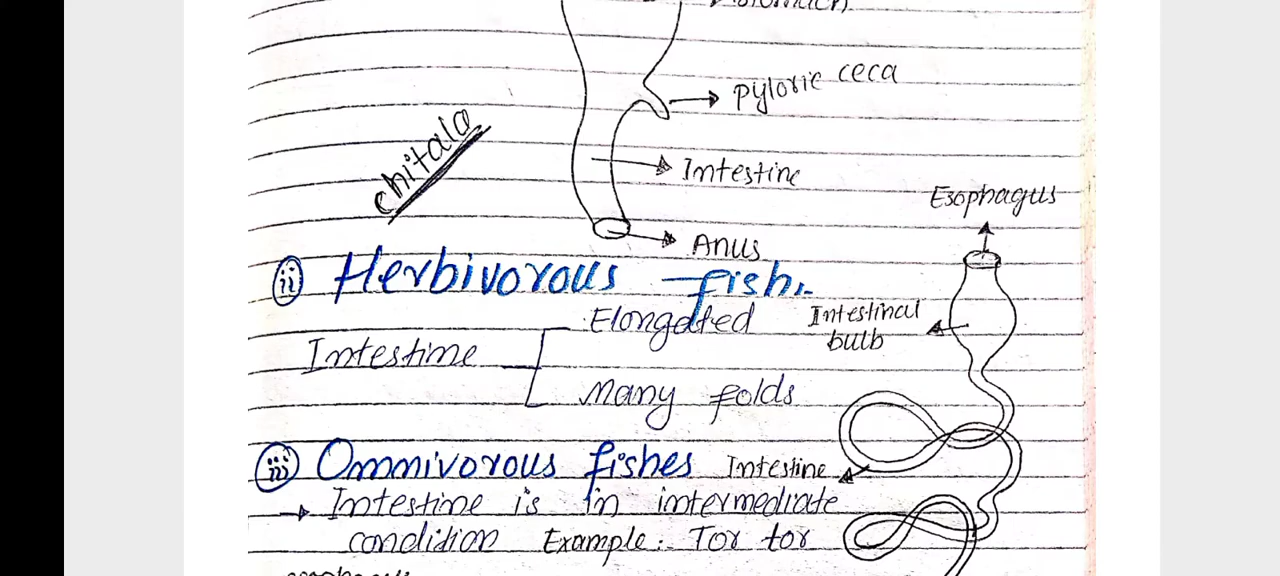 Pyloric ceca
chitala
Intestine
Esophagus
Anus
ii Herbivorous fish.
Elongated
Intestinal
bulb
Intestine
Many folds
iii Ommivorous fishes
Intestine
→ Intestine is in intermediate
condition Example: Tor tor